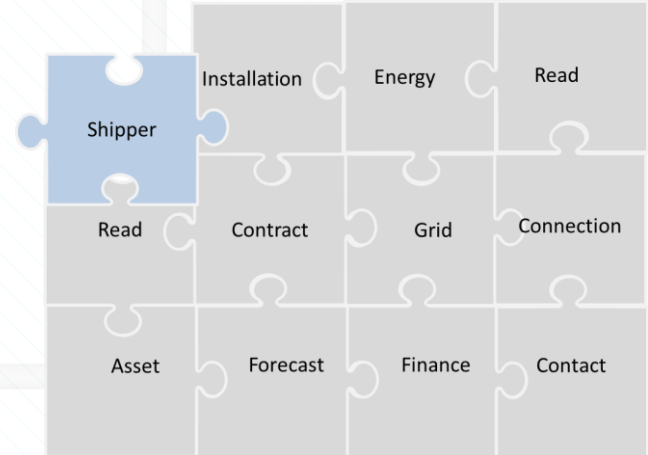 Installation
Energy
Read
Shipper
Read
Contract
Grid
Connection
Asset
Forecast
Finance
Contact